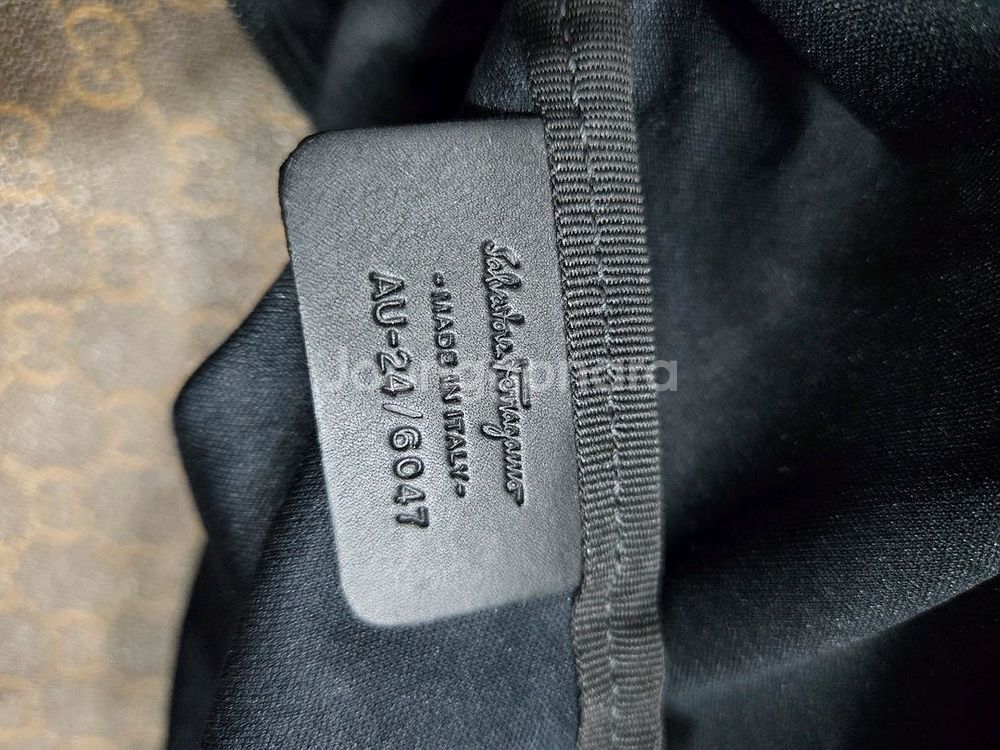 Salvatore Ferragamo
-MADE IN ITALY-
AU-24/6047